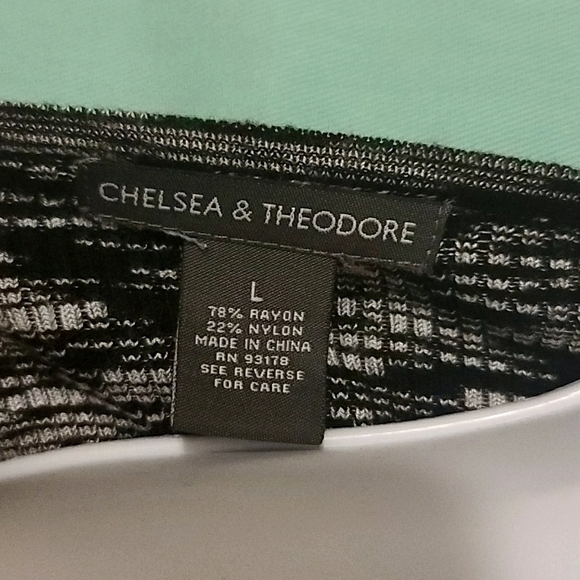 CHELSEA & THEODORE
L
78% RAYON
22% NYLON
MADE IN CHINA
RN 93178
SEE REVERSE
FOR CARE